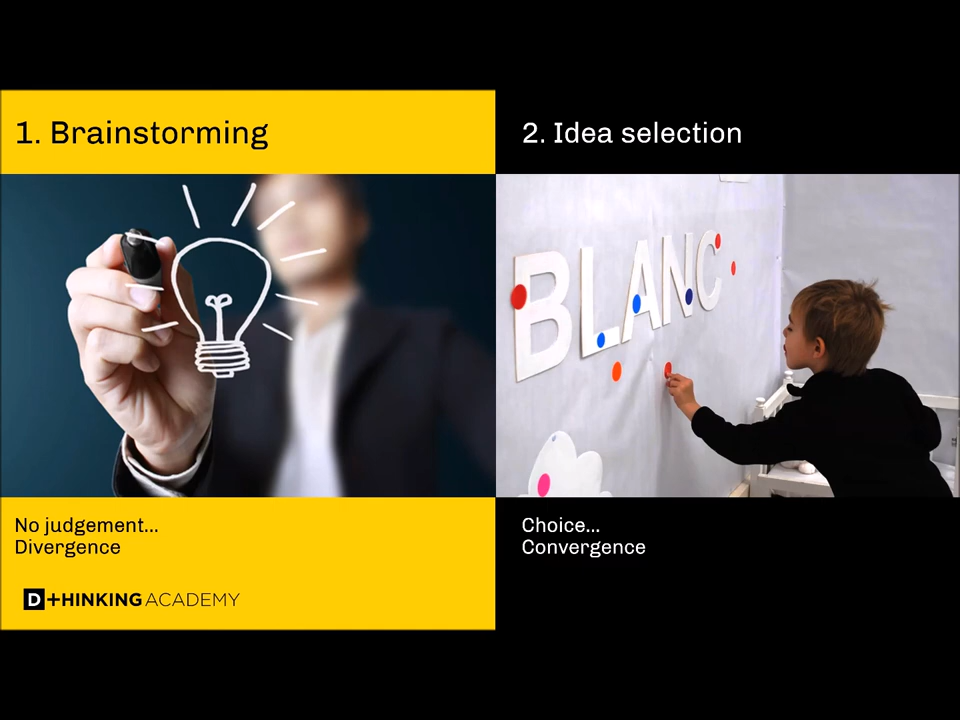 1. Brainstorming
2. Idea selection
BLANC
No judgement...
Divergence
Choice...
Convergence
D+HINKING ACADEMY